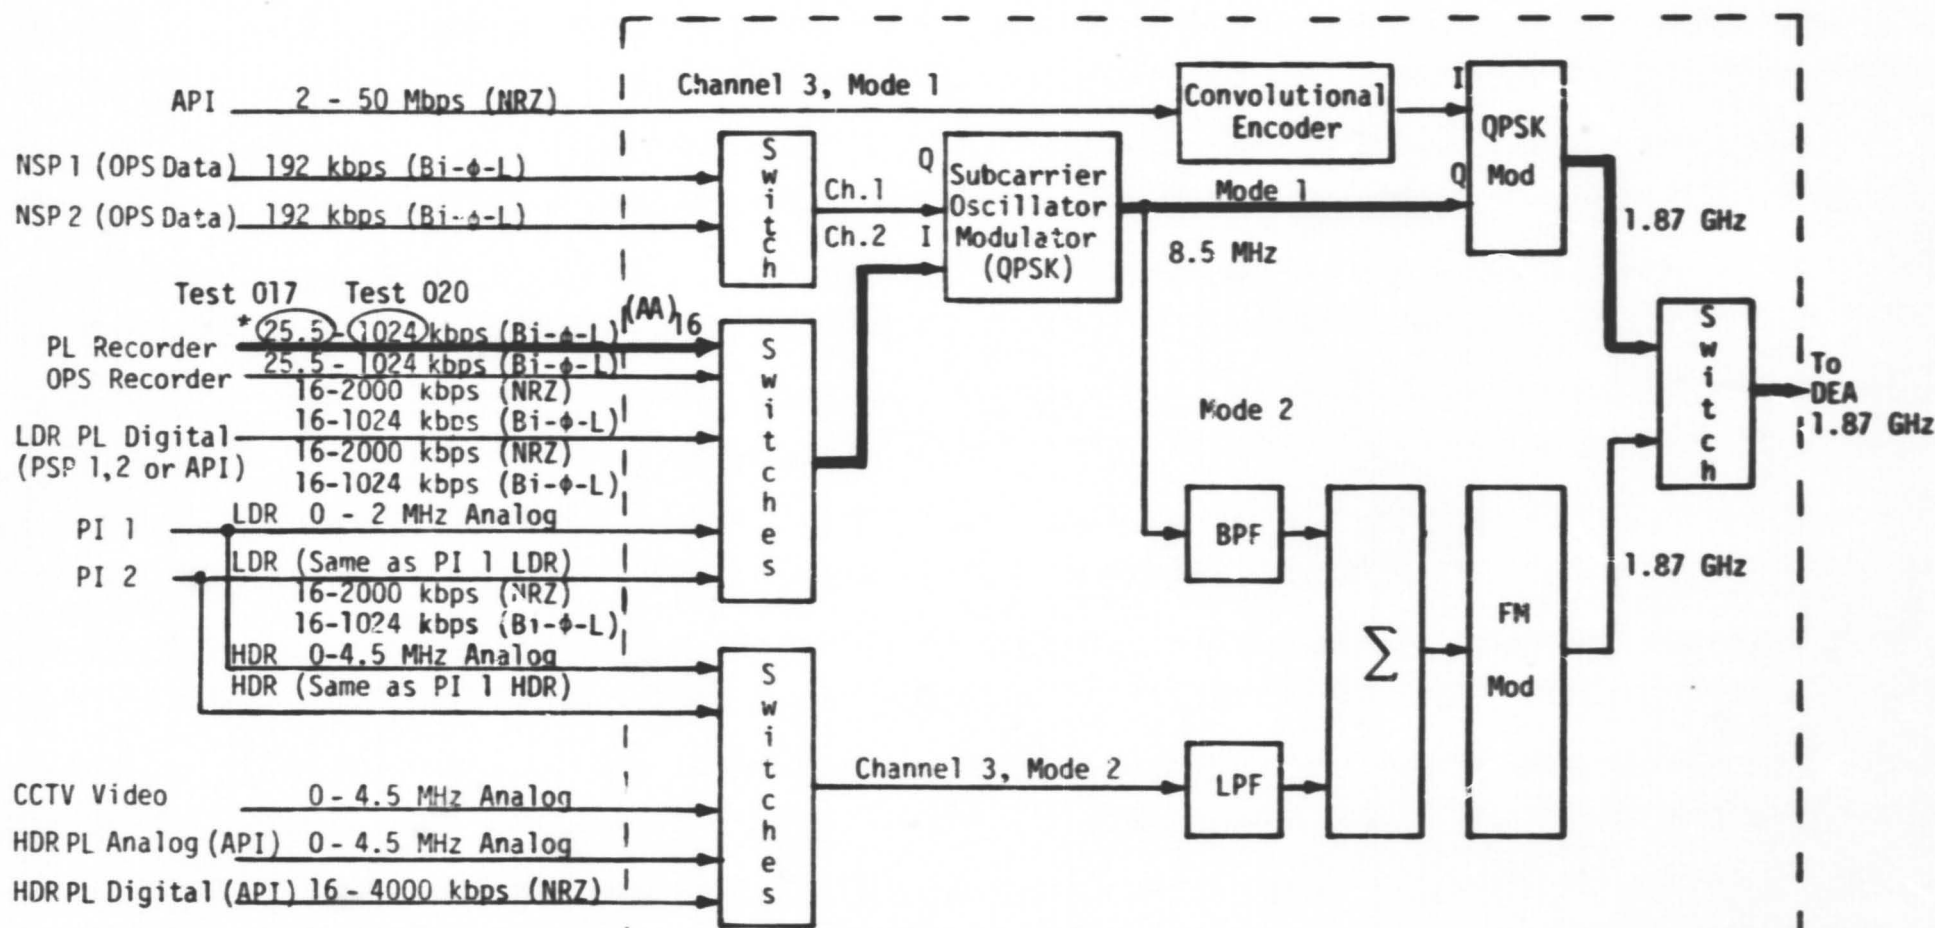 API 2 - 50 Mbps (NRZ)
Channel 3, Mode 1
Convolutional
Encoder
I
QPSK
Mod
Q
NSP 1 (OPS Data) 192 kbps (Bi-ϕ-L)
NSP 2 (OPS Data) 192 kbps (Bi-ϕ-L)
Switch
Ch.1
Ch.2
Q
I
Subcarrier
Oscillator
Modulator
(QPSK)
Mode 1
8.5 MHz
1.87 GHz
Test 017 Test 020
* 25.5 - 1024 kbps (Bi-ϕ-L) (AA)16
PL Recorder
OPS Recorder 25.5 - 1024 kbps (Bi-ϕ-L)
16-2000 kbps (NRZ)
16-1024 kbps (Bi-ϕ-L)
LDR PL Digital
(PSP 1,2 or API)
16-2000 kbps (NRZ)
16-1024 kbps (Bi-ϕ-L)
PI 1 LDR 0 - 2 MHz Analog
PI 2 LDR (Same as PI 1 LDR)
16-2000 kbps (NRZ)
16-1024 kbps (Bi-ϕ-L)
HDR 0-4.5 MHz Analog
HDR (Same as PI 1 HDR)
Switches
Mode 2
BPF
Σ
FM
Mod
1.87 GHz
Switch
To
DEA
1.87 GHz
CCTV Video 0 - 4.5 MHz Analog
HDR PL Analog (API) 0 - 4.5 MHz Analog
HDR PL Digital (API) 16 - 4000 kbps (NRZ)
Switches
Channel 3, Mode 2
LPF